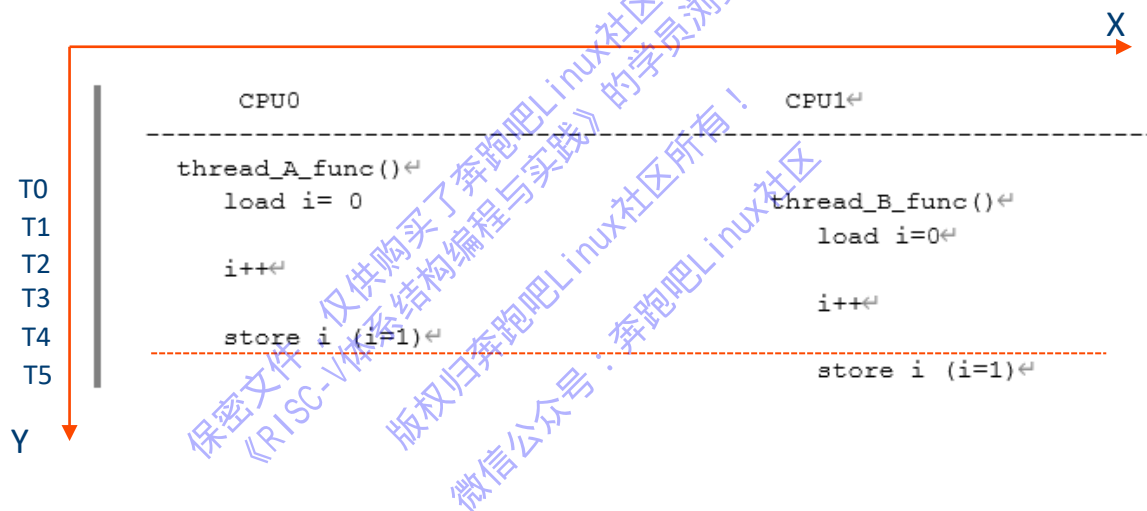 X
CPU0 CPU1↵
thread_A_func()↵
T0 load i= 0 thread_B_func()↵
T1 load i=0↵
T2 i++↵
T3 i++↵
T4 store i (i=1)↵
T5 store i (i=1)↵
Y
保密文件,仅供购买了奔跑吧Linux社区
《RISC-V体系结构编程与实践》的学员浏
版权归奔跑吧Linux社区所有!
微信公众号:奔跑吧Linux社区